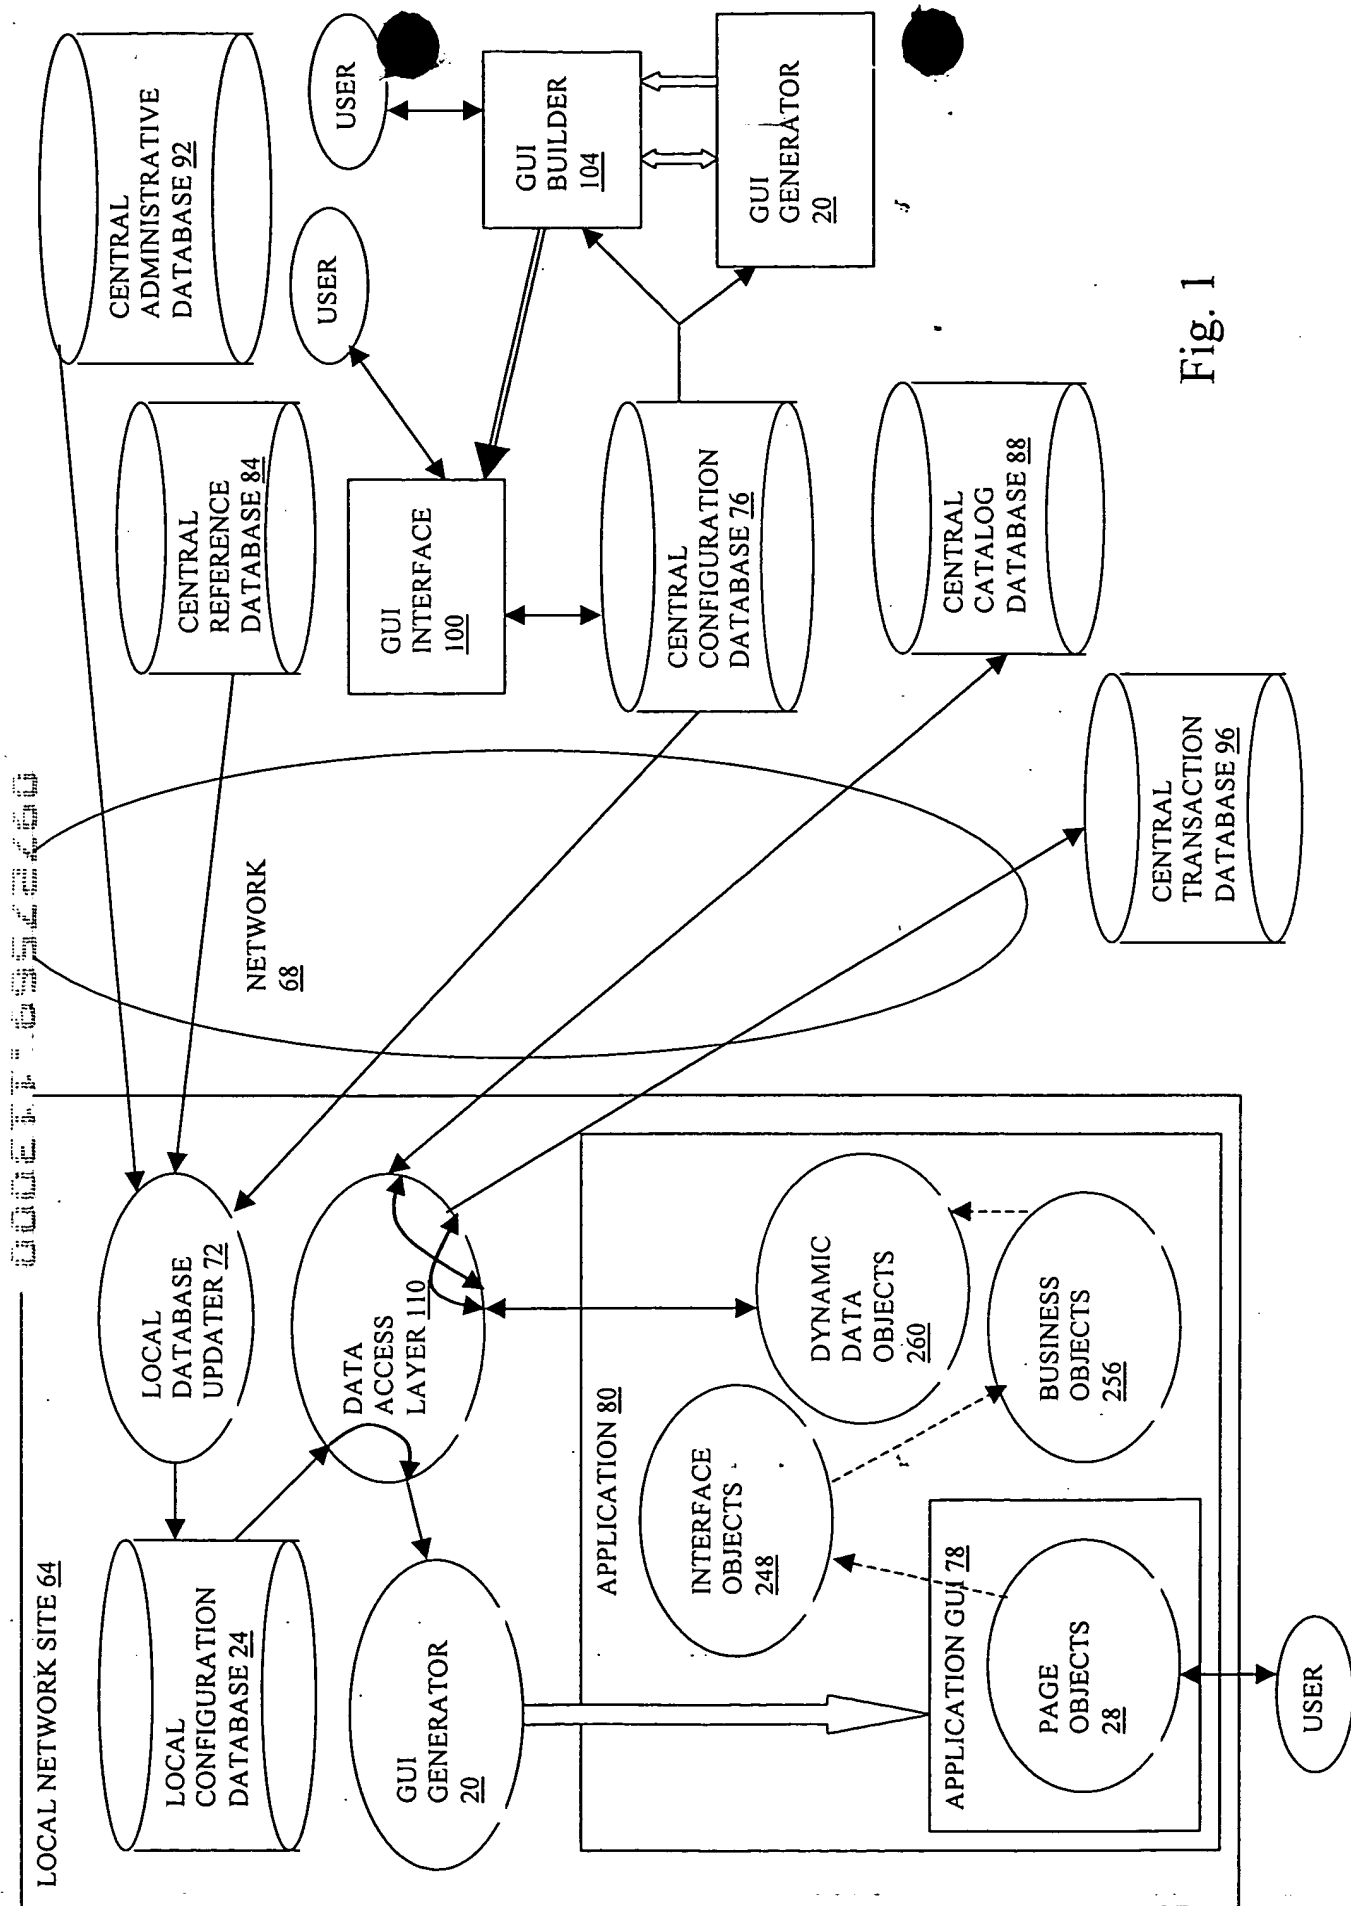 LOCAL NETWORK SITE 64
LOCAL
CONFIGURATION
DATABASE 24
LOCAL
DATABASE
UPDATER 72
NETWORK
68
CENTRAL
REFERENCE
DATABASE 84
CENTRAL
ADMINISTRATIVE
DATABASE 92
USER
USER
GUI
GENERATOR
20
DATA
ACCESS
LAYER 110
GUI
INTERFACE
100
GUI
BUILDER
104
APPLICATION 80
INTERFACE
OBJECTS
248
DYNAMIC
DATA
OBJECTS
260
CENTRAL
CONFIGURATION
DATABASE 76
GUI
GENERATOR
20
APPLICATION GUI 78
PAGE
OBJECTS
28
BUSINESS
OBJECTS
256
CENTRAL
CATALOG
DATABASE 88
CENTRAL
TRANSACTION
DATABASE 96
USER
Fig. 1